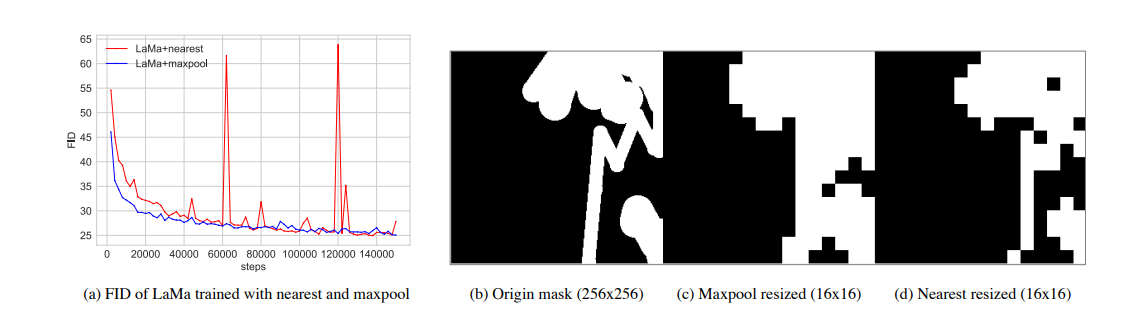 65
60
55
50
45
40
35
30
25
FID
LaMa+nearest
LaMa+maxpool
0 20000 40000 60000 80000 100000 120000 140000
steps
(a) FID of LaMa trained with nearest and maxpool
(b) Origin mask (256x256)
(c) Maxpool resized (16x16)
(d) Nearest resized (16x16)